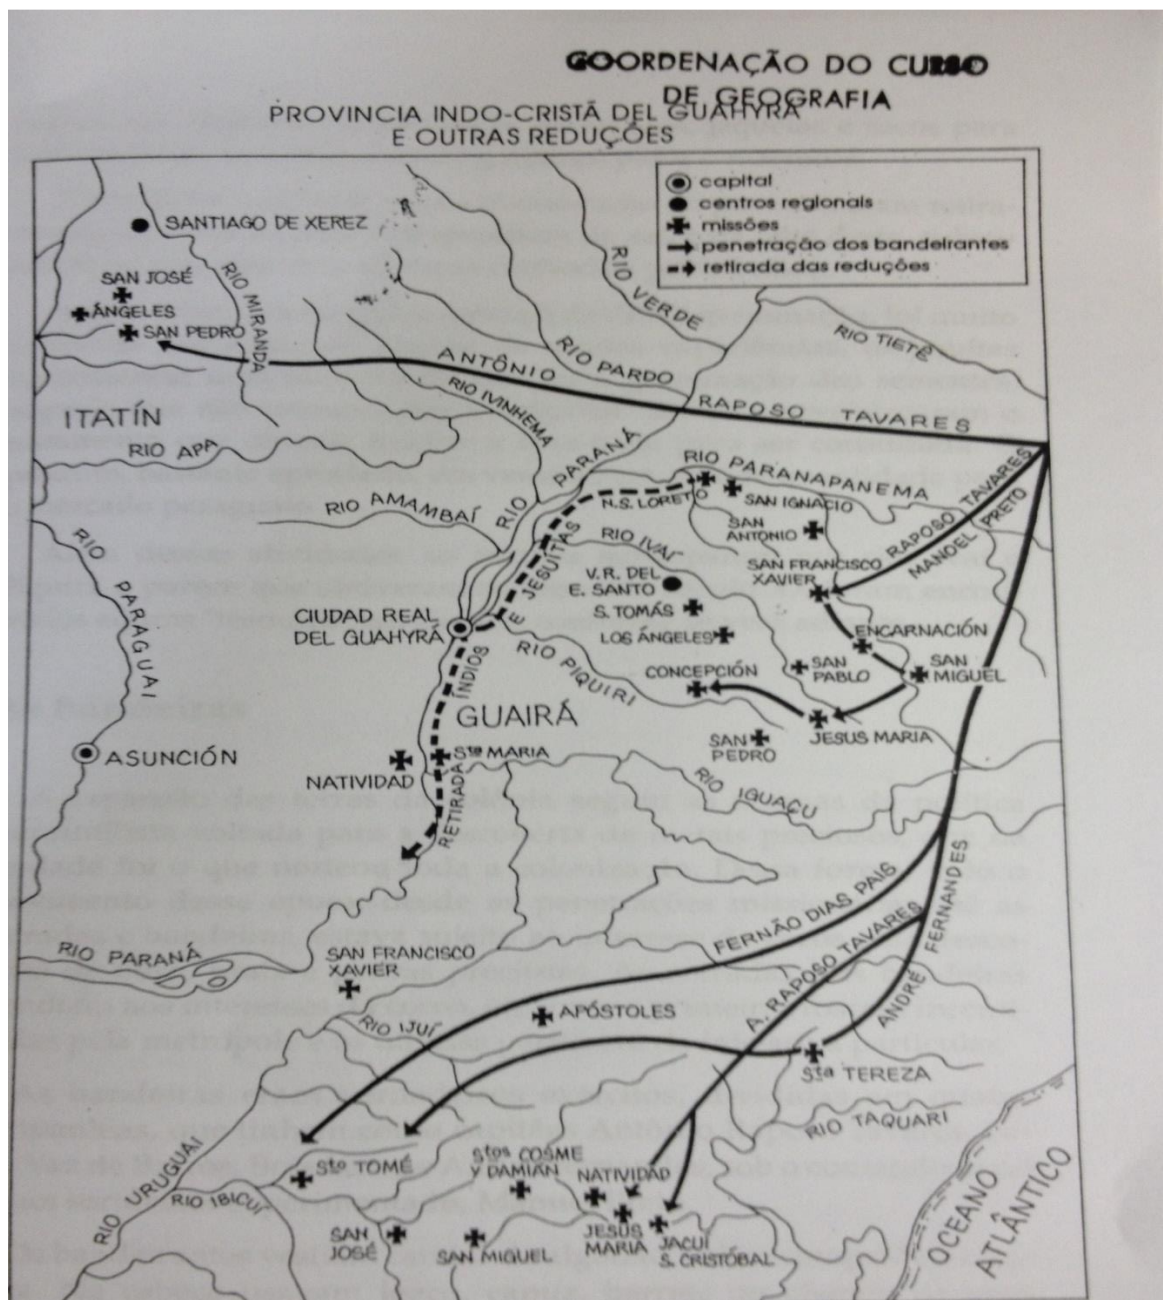 COORDENAÇÃO DO CURSO
DE GEOGRAFIA
PROVINCIA INDO-CRISTÃ DEL GUAHYRA
E OUTRAS REDUÇÕES
capital
centros regionais
missões
penetração dos bandeirantes
retirada das reduções
SANTIAGO DE XEREZ
SAN JOSÉ
ÁNGELES
SAN PEDRO
RIO MIRANDA
RIO VERDE
RIO PARDO
RIO TIETÊ
ANTÔNIO RAPOSO TAVARES
ITATÍN
RIO IVINHEMA
RIO APA
RIO PARANÁ
RIO PARANAPANEMA
RIO AMAMBAÍ
N.S. LORETO
SAN IGNACIO
SAN
ANTONIO
RAPOSO TAVARES
MANOEL PRETO
RIO IVAÍ
SAN FRANCISCO
XAVIER
RIO PARAGUAI
V.R. DEL
E. SANTO
S. TOMÁS
LOS ÁNGELES
CIUDAD REAL
DEL GUAHYRÁ
ENCARNACIÓN
RIO PIQUIRI
CONCEPCIÓN
SAN
PABLO
SAN
MIGUEL
RETIRADA ÍNDIOS E JESUÍTAS
GUAIRÁ
JESUS MARIA
SAN
PEDRO
ASUNCIÓN
NATIVIDAD
Sta MARIA
RIO IGUAÇU
FERNÃO DIAS PAIS
A. RAPOSO TAVARES
ANDRÉ FERNANDES
RIO PARANÁ
SAN FRANCISCO
XAVIER
RIO IJUÍ
APÓSTOLES
Sta TEREZA
RIO TAQUARI
RIO URUGUAI
Sto TOMÉ
Stos COSME
Y DAMIÁN
NATIVIDAD
RIO IBICUÍ
SAN
JOSÉ
SAN MIGUEL
JESUS
MARIA
JACUÍ
S. CRISTÓBAL
OCEANO
ATLÂNTICO